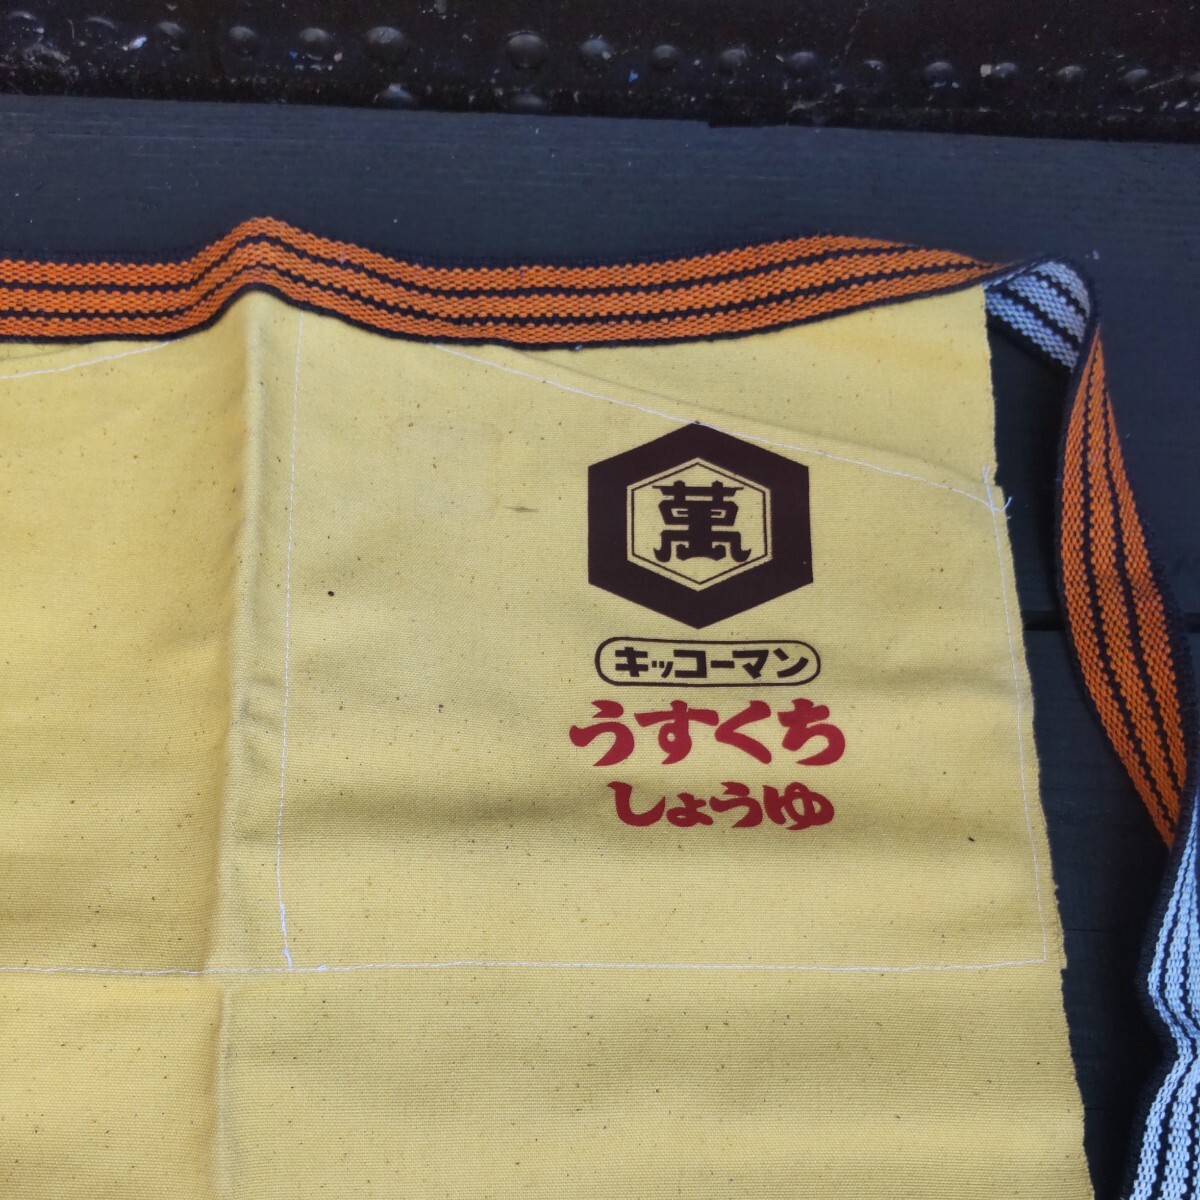 萬
キッコーマン
うすくち
しょうゆ